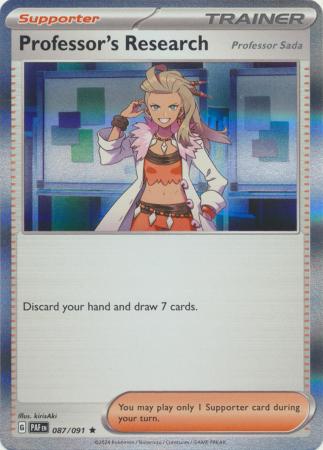 Supporter TRAINER
Professor's Research Professor Sada
Discard your hand and draw 7 cards.
Illus. kirisAki
You may play only 1 Supporter card during
your turn.
G PAF EN 087/091 ★
©2024 Pokémon / Nintendo / Creatures / GAME FREAK